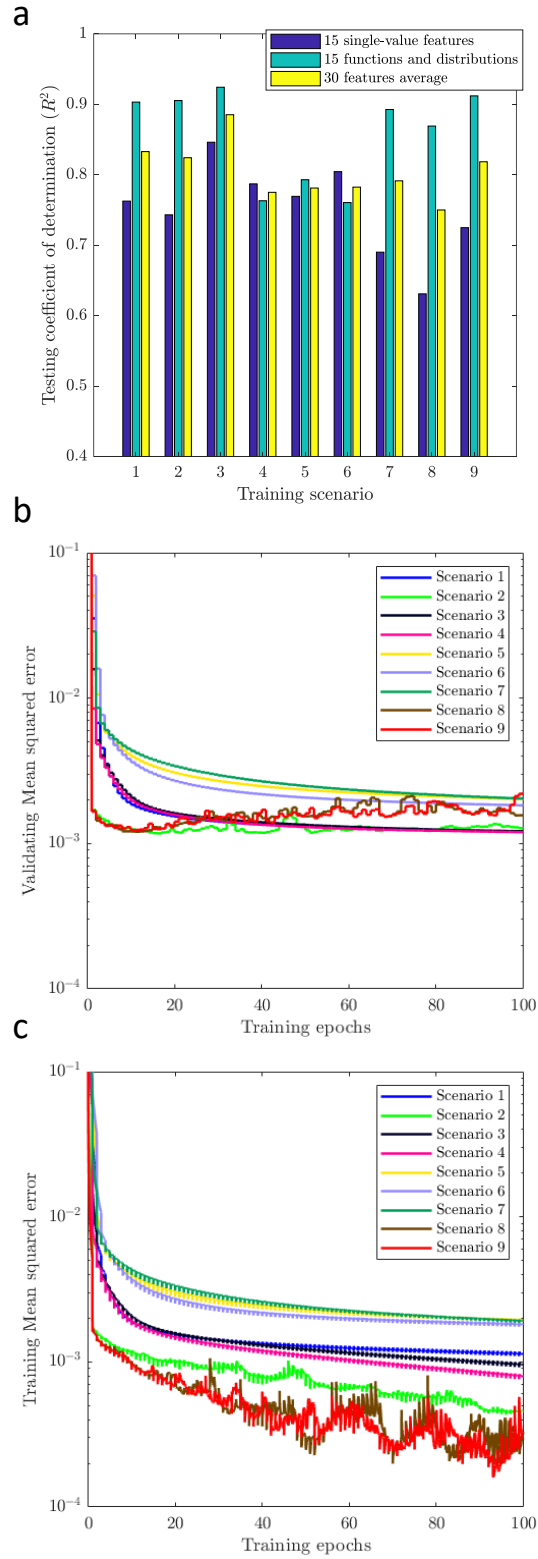 a
15 single-value features
15 functions and distributions
30 features average
Testing coefficient of determination (R²)
1
0.9
0.8
0.7
0.6
0.5
0.4
1 2 3 4 5 6 7 8 9
Training scenario
b
Validating Mean squared error
10⁻¹
10⁻²
10⁻³
10⁻⁴
Scenario 1
Scenario 2
Scenario 3
Scenario 4
Scenario 5
Scenario 6
Scenario 7
Scenario 8
Scenario 9
0 20 40 60 80 100
Training epochs
c
Training Mean squared error
10⁻¹
10⁻²
10⁻³
10⁻⁴
Scenario 1
Scenario 2
Scenario 3
Scenario 4
Scenario 5
Scenario 6
Scenario 7
Scenario 8
Scenario 9
0 20 40 60 80 100
Training epochs